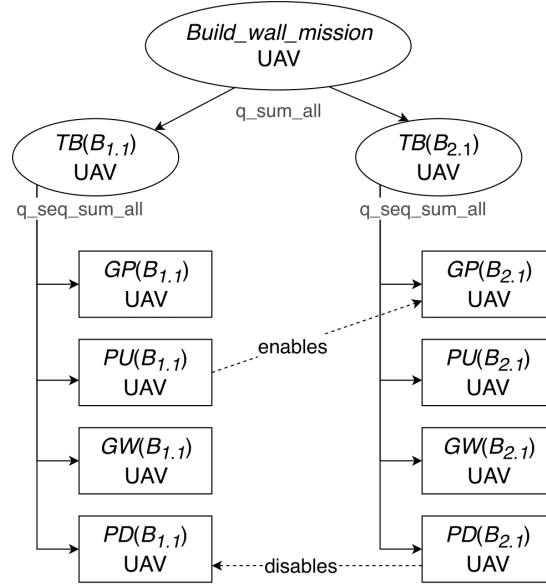 Build_wall_mission
UAV
q_sum_all
TB(B1.1)
UAV
q_seq_sum_all
GP(B1.1)
UAV
PU(B1.1)
UAV
GW(B1.1)
UAV
PD(B1.1)
UAV
TB(B2.1)
UAV
q_seq_sum_all
GP(B2.1)
UAV
PU(B2.1)
UAV
GW(B2.1)
UAV
PD(B2.1)
UAV
enables
disables